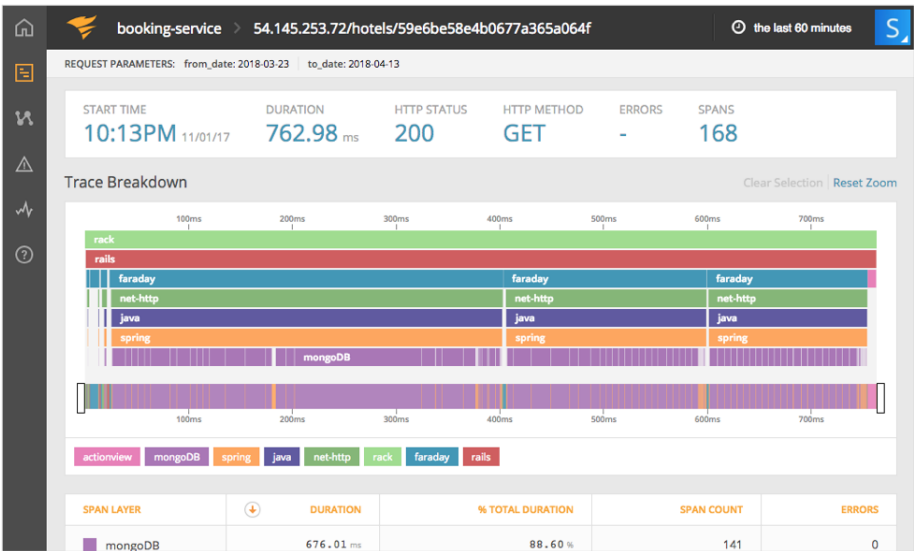 booking-service > 54.145.253.72/hotels/59e6be58e4b0677a365a064f the last 60 minutes S
REQUEST PARAMETERS: from_date: 2018-03-23 to_date: 2018-04-13
START TIME DURATION HTTP STATUS HTTP METHOD ERRORS SPANS
10:13PM 11/01/17 762.98 ms 200 GET - 168
Trace Breakdown Clear Selection Reset Zoom
100ms 200ms 300ms 400ms 500ms 600ms 700ms
rack
rails
faraday faraday faraday
net-http net-http net-http
java java java
spring spring spring
mongoDB
100ms 200ms 300ms 400ms 500ms 600ms 700ms
actionview mongoDB spring java net-http rack faraday rails
SPAN LAYER DURATION % TOTAL DURATION SPAN COUNT ERRORS
mongoDB 676.01 ms 88.60 % 141 0